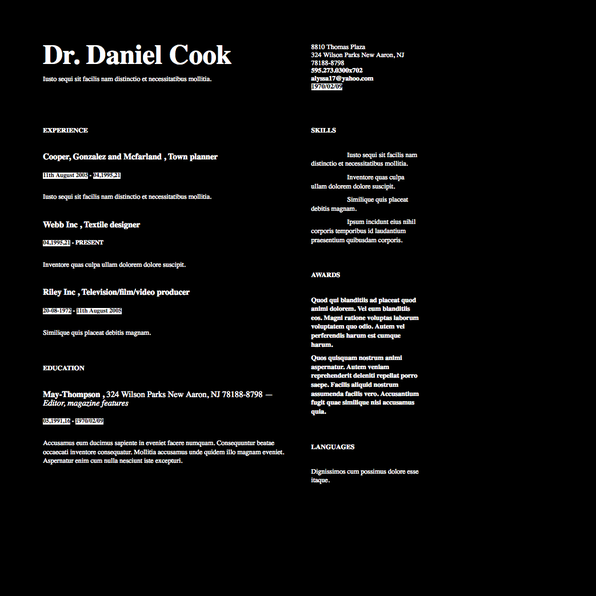 Dr. Daniel Cook
Iusto sequi sit facilis nam distinctio et necessitatibus mollitia.
8810 Thomas Plaza
324 Wilson Parks New Aaron, NJ
78188-8798
595.273.0300x702
alyssa17@yahoo.com
1970/02/09
EXPERIENCE
Cooper, Gonzalez and Mcfarland , Town planner
11th August 2005 - 04.1995.21
Iusto sequi sit facilis nam distinctio et necessitatibus mollitia.
Webb Inc , Textile designer
04.1995.21 - PRESENT
Inventore quas culpa ullam dolorem dolore suscipit.
Riley Inc , Television/film/video producer
20-08-1972 - 11th August 2005
Similique quis placeat debitis magnam.
EDUCATION
May-Thompson , 324 Wilson Parks New Aaron, NJ 78188-8798 —
Editor, magazine features
05.1991.16 - 1970/02/09
Accusamus eum ducimus sapiente in eveniet facere numquam. Consequuntur beatae
occaecati inventore consequatur. Mollitia accusamus unde quidem illo magnam eveniet.
Aspernatur enim cum nulla nesciunt iste excepturi.
SKILLS
Iusto sequi sit facilis nam
distinctio et necessitatibus mollitia.
Inventore quas culpa
ullam dolorem dolore suscipit.
Similique quis placeat
debitis magnam.
Ipsum incidunt eius nihil
corporis temporibus id laudantium
praesentium quibusdam corporis.
AWARDS
Quod qui blanditiis ad placeat quod
animi dolorem. Vel eum blanditiis
eos. Magni ratione voluptas laborum
voluptatem quo odio. Autem vel
perferendis harum est cumque
harum.
Quos quisquam nostrum animi
aspernatur. Autem veniam
reprehenderit deleniti repellat porro
saepe. Facilis aliquid nostrum
assumenda facilis vero. Accusantium
fugit quae similique nisi accusamus
quia.
LANGUAGES
Dignissimos cum possimus dolore esse
itaque.